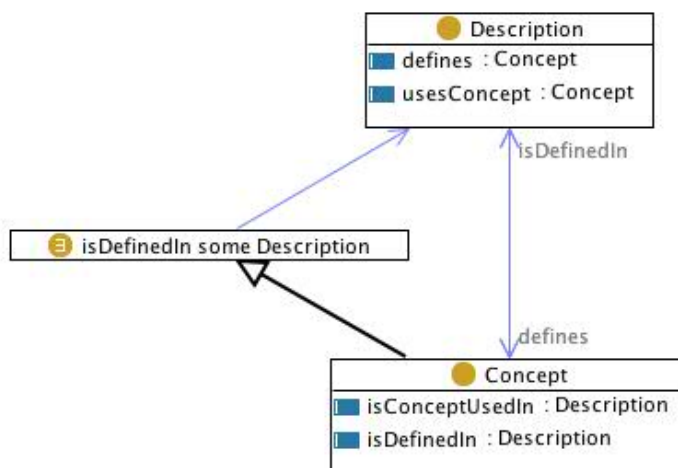 Description
defines : Concept
usesConcept : Concept
isDefinedIn
∃ isDefinedIn some Description
defines
Concept
isConceptUsedIn : Description
isDefinedIn : Description